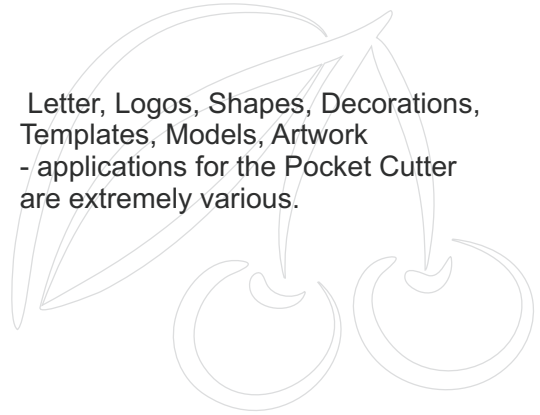 Letter, Logos, Shapes, Decorations,
Templates, Models, Artwork
- applications for the Pocket Cutter
are extremely various.